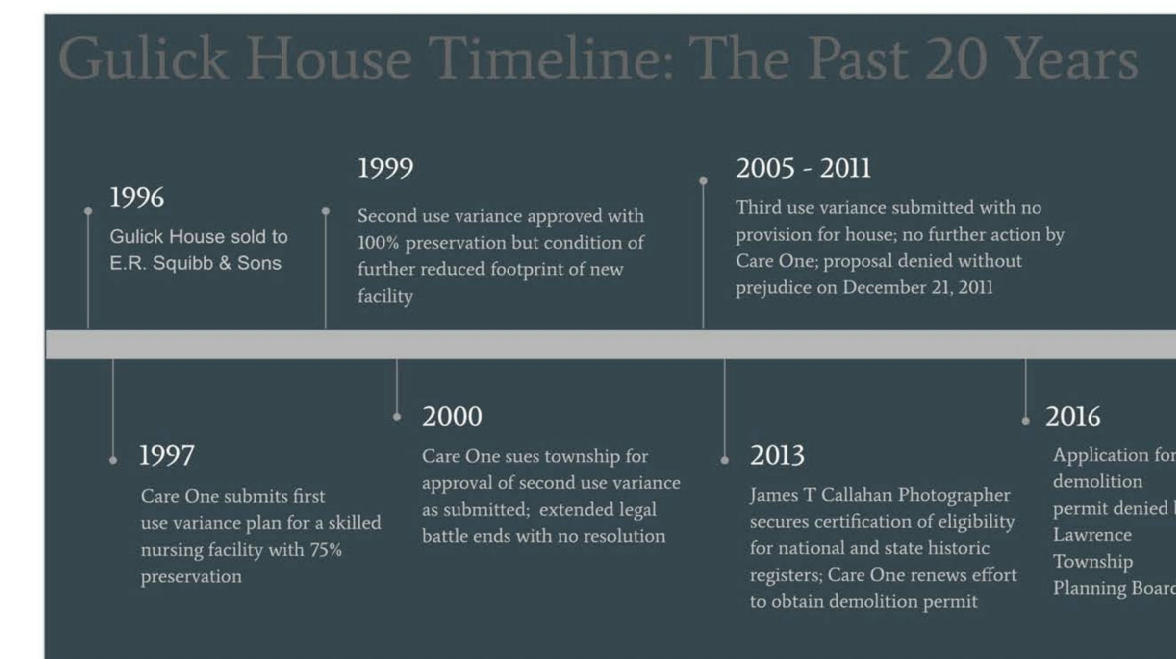 Gulick House Timeline: The Past 20 Years
1996
Gulick House sold to
E.R. Squibb & Sons
1999
Second use variance approved with
100% preservation but condition of
further reduced footprint of new
facility
2005 - 2011
Third use variance submitted with no
provision for house; no further action by
Care One; proposal denied without
prejudice on December 21, 2011
1997
Care One submits first
use variance plan for a skilled
nursing facility with 75%
preservation
2000
Care One sues township for
approval of second use variance
as submitted; extended legal
battle ends with no resolution
2013
James T Callahan Photographer
secures certification of eligibility
for national and state historic
registers; Care One renews effort
to obtain demolition permit
2016
Application for
demolition
permit denied
Lawrence
Township
Planning